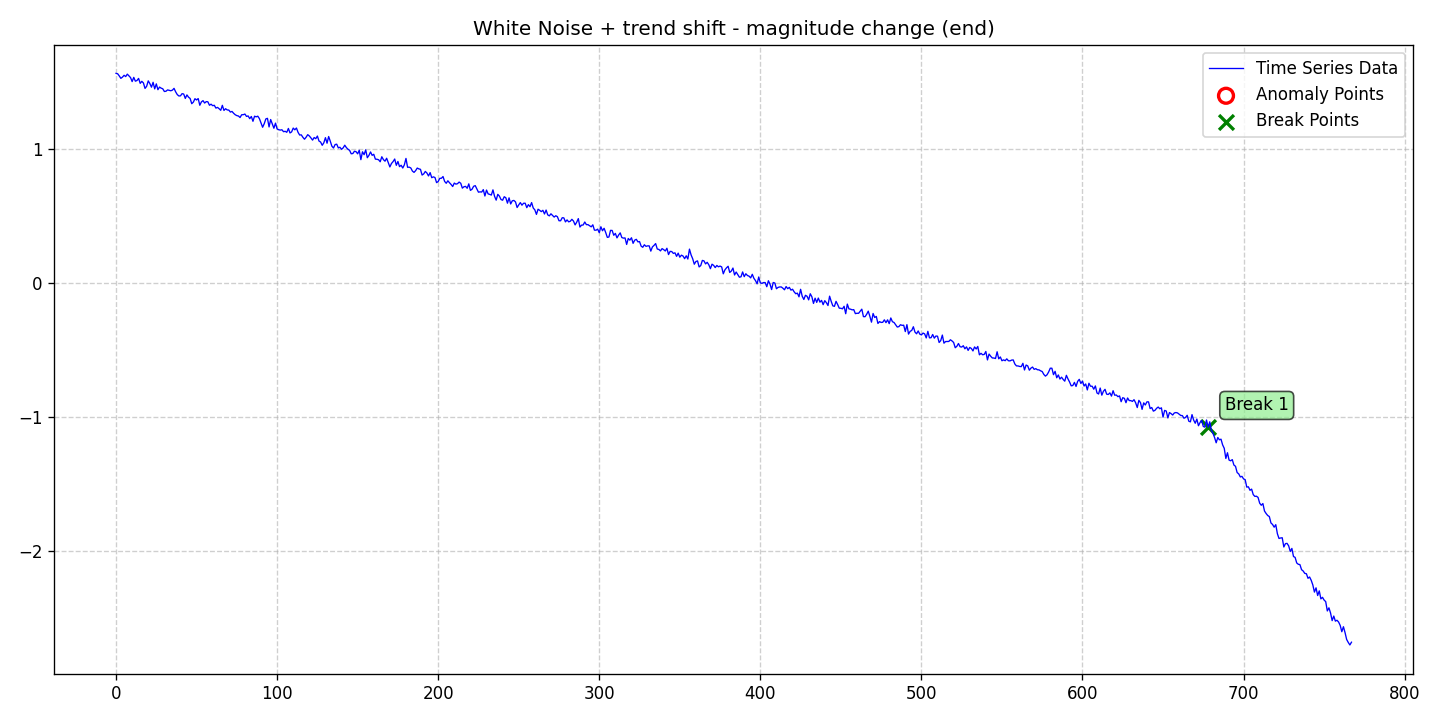 White Noise + trend shift - magnitude change (end)
Time Series Data
Anomaly Points
Break Points
1
0
−1
−2
Break 1
0
100
200
300
400
500
600
700
800